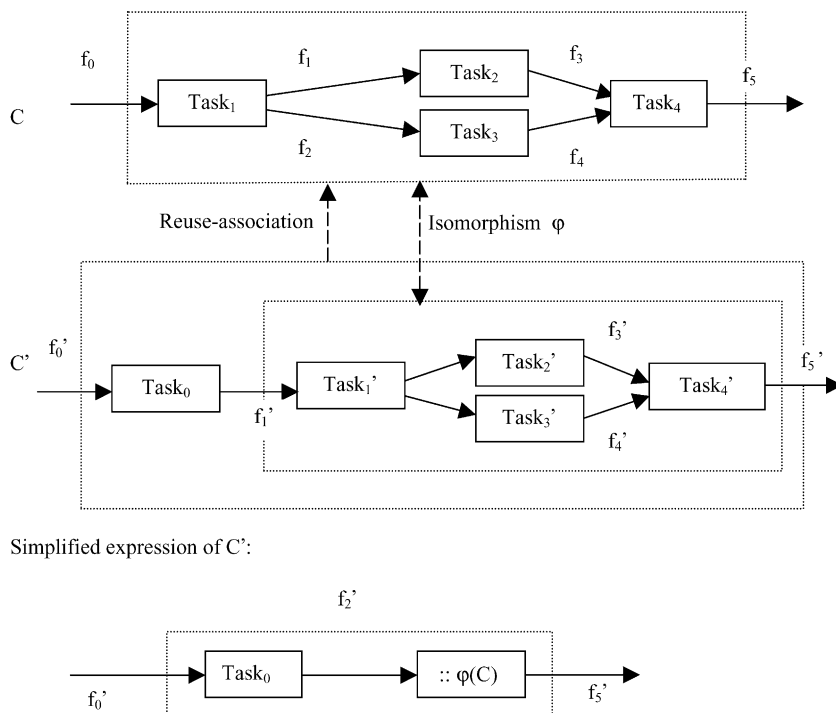 f₀ f₁ f₃ f₅
Task₁ Task₂ Task₄
C
f₂ Task₃ f₄
Reuse-association Isomorphism φ
C’ f₀’ f₃’ f₅’
Task₀ Task₁’ Task₂’ Task₄’
f₁’ Task₃’ f₄’
Simplified expression of C’:
f₂’
Task₀ :: φ(C)
f₀’ f₅’